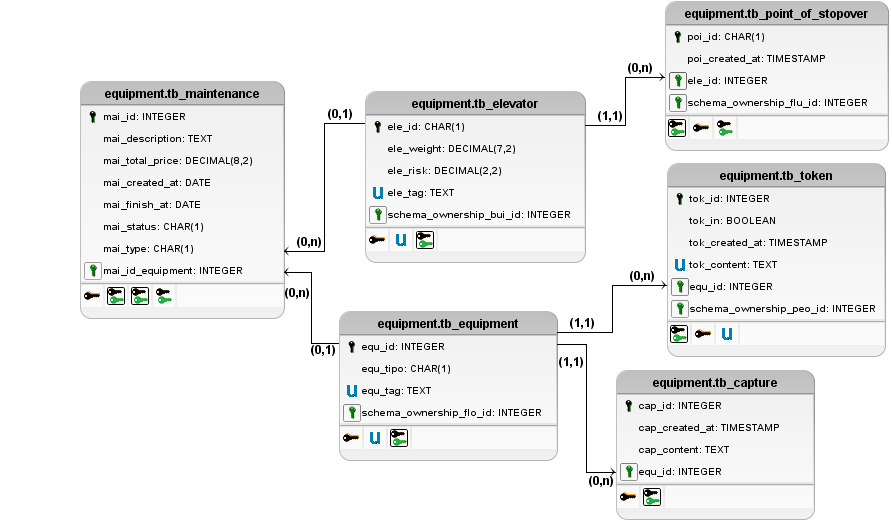 equipment.tb_point_of_stopover
poi_id: CHAR(1)
poi_created_at: TIMESTAMP
ele_id: INTEGER
schema_ownership_flu_id: INTEGER
equipment.tb_maintenance
mai_id: INTEGER
mai_description: TEXT
mai_total_price: DECIMAL(8,2)
mai_created_at: DATE
mai_finish_at: DATE
mai_status: CHAR(1)
mai_type: CHAR(1)
mai_id_equipment: INTEGER
equipment.tb_elevator
ele_id: CHAR(1)
ele_weight: DECIMAL(7,2)
ele_risk: DECIMAL(2,2)
U ele_tag: TEXT
schema_ownership_bui_id: INTEGER
U
(0,1)
(0,n)
(1,1)
(0,n)
equipment.tb_token
tok_id: INTEGER
tok_in: BOOLEAN
tok_created_at: TIMESTAMP
U tok_content: TEXT
equ_id: INTEGER
schema_ownership_peo_id: INTEGER
U
equipment.tb_equipment
equ_id: INTEGER
equ_tipo: CHAR(1)
U equ_tag: TEXT
schema_ownership_flo_id: INTEGER
U
(0,n)
(0,1)
(1,1)
(0,n)
(1,1)
(0,n)
equipment.tb_capture
cap_id: INTEGER
cap_created_at: TIMESTAMP
cap_content: TEXT
equ_id: INTEGER